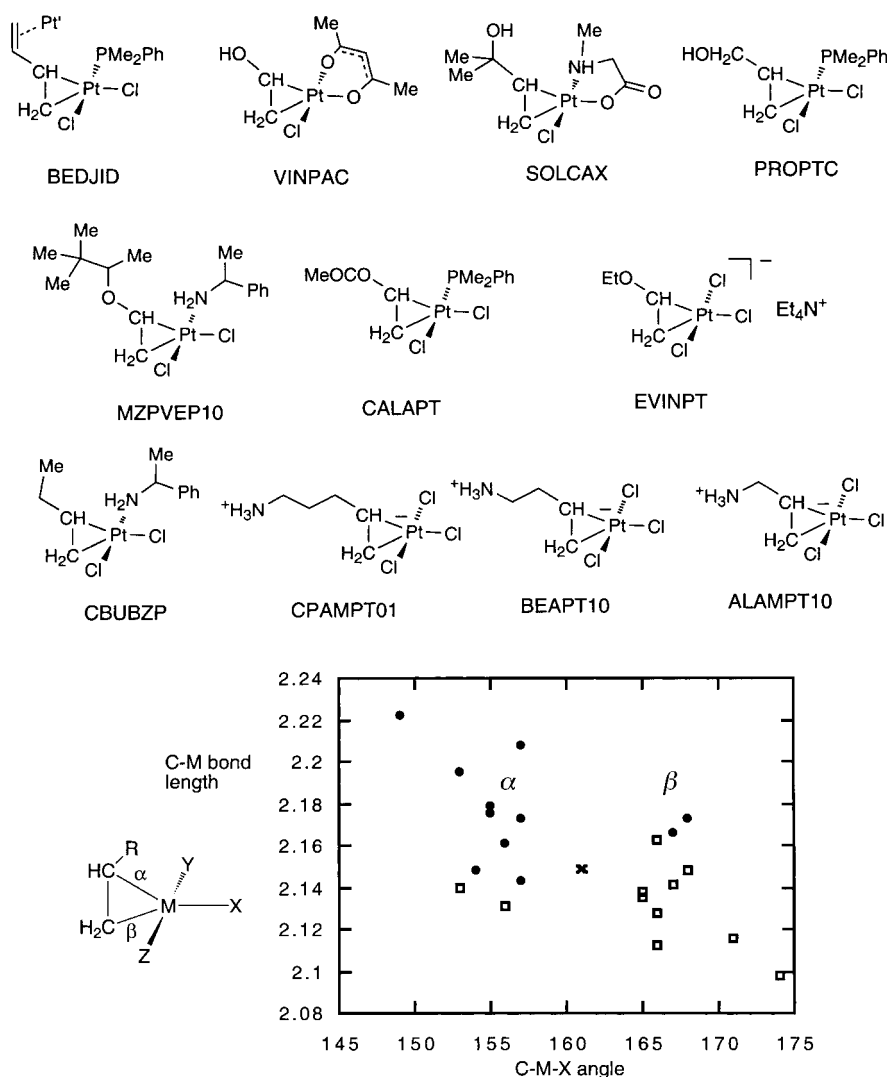 Pt'
PMe2Ph
CH
Pt
Cl
H2C
Cl
BEDJID
Me
HO
CH
O
Me
Pt
O
H2C
Cl
VINPAC
Me
OH
Me
Me
NH
CH
O
Pt
O
H2C
Cl
SOLCAX
HOH2C
CH
PMe2Ph
Pt
Cl
H2C
Cl
PROPTC
Me
Me
Me
Me
Me
O
H2N
Ph
CH
Pt
Cl
H2C
Cl
MZPVEP10
MeOCO
CH
PMe2Ph
Pt
Cl
H2C
Cl
CALAPT
EtO
CH
Cl
−
Pt
Cl
Et4N+
H2C
Cl
EVINPT
Me
Me
H2N
Ph
CH
Pt
Cl
H2C
Cl
CBUBZP
+H3N
CH
−
Cl
Pt
Cl
H2C
Cl
CPAMPT01
+H3N
CH
−
Cl
Pt
Cl
H2C
Cl
BEAPT10
+H3N
CH
−
Cl
Pt
Cl
H2C
Cl
ALAMPT10
C-M bond
length
R
HC
α
Y
M
X
H2C
β
Z
2.24
2.22
2.2
2.18
2.16
2.14
2.12
2.1
2.08
α
β
145 150 155 160 165 170 175
C-M-X angle